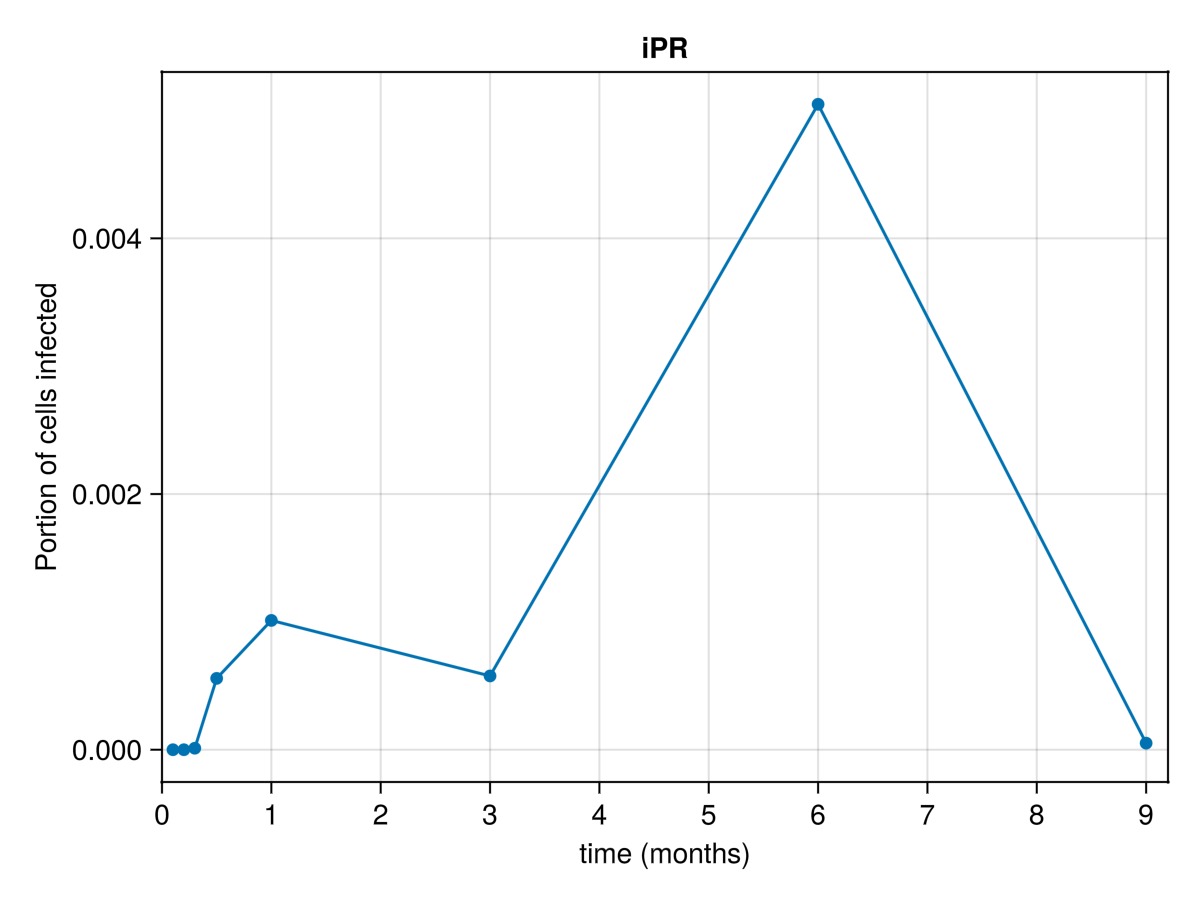 iPR
Portion of cells infected
0.004
0.002
0.000
0 1 2 3 4 5 6 7 8 9
time (months)